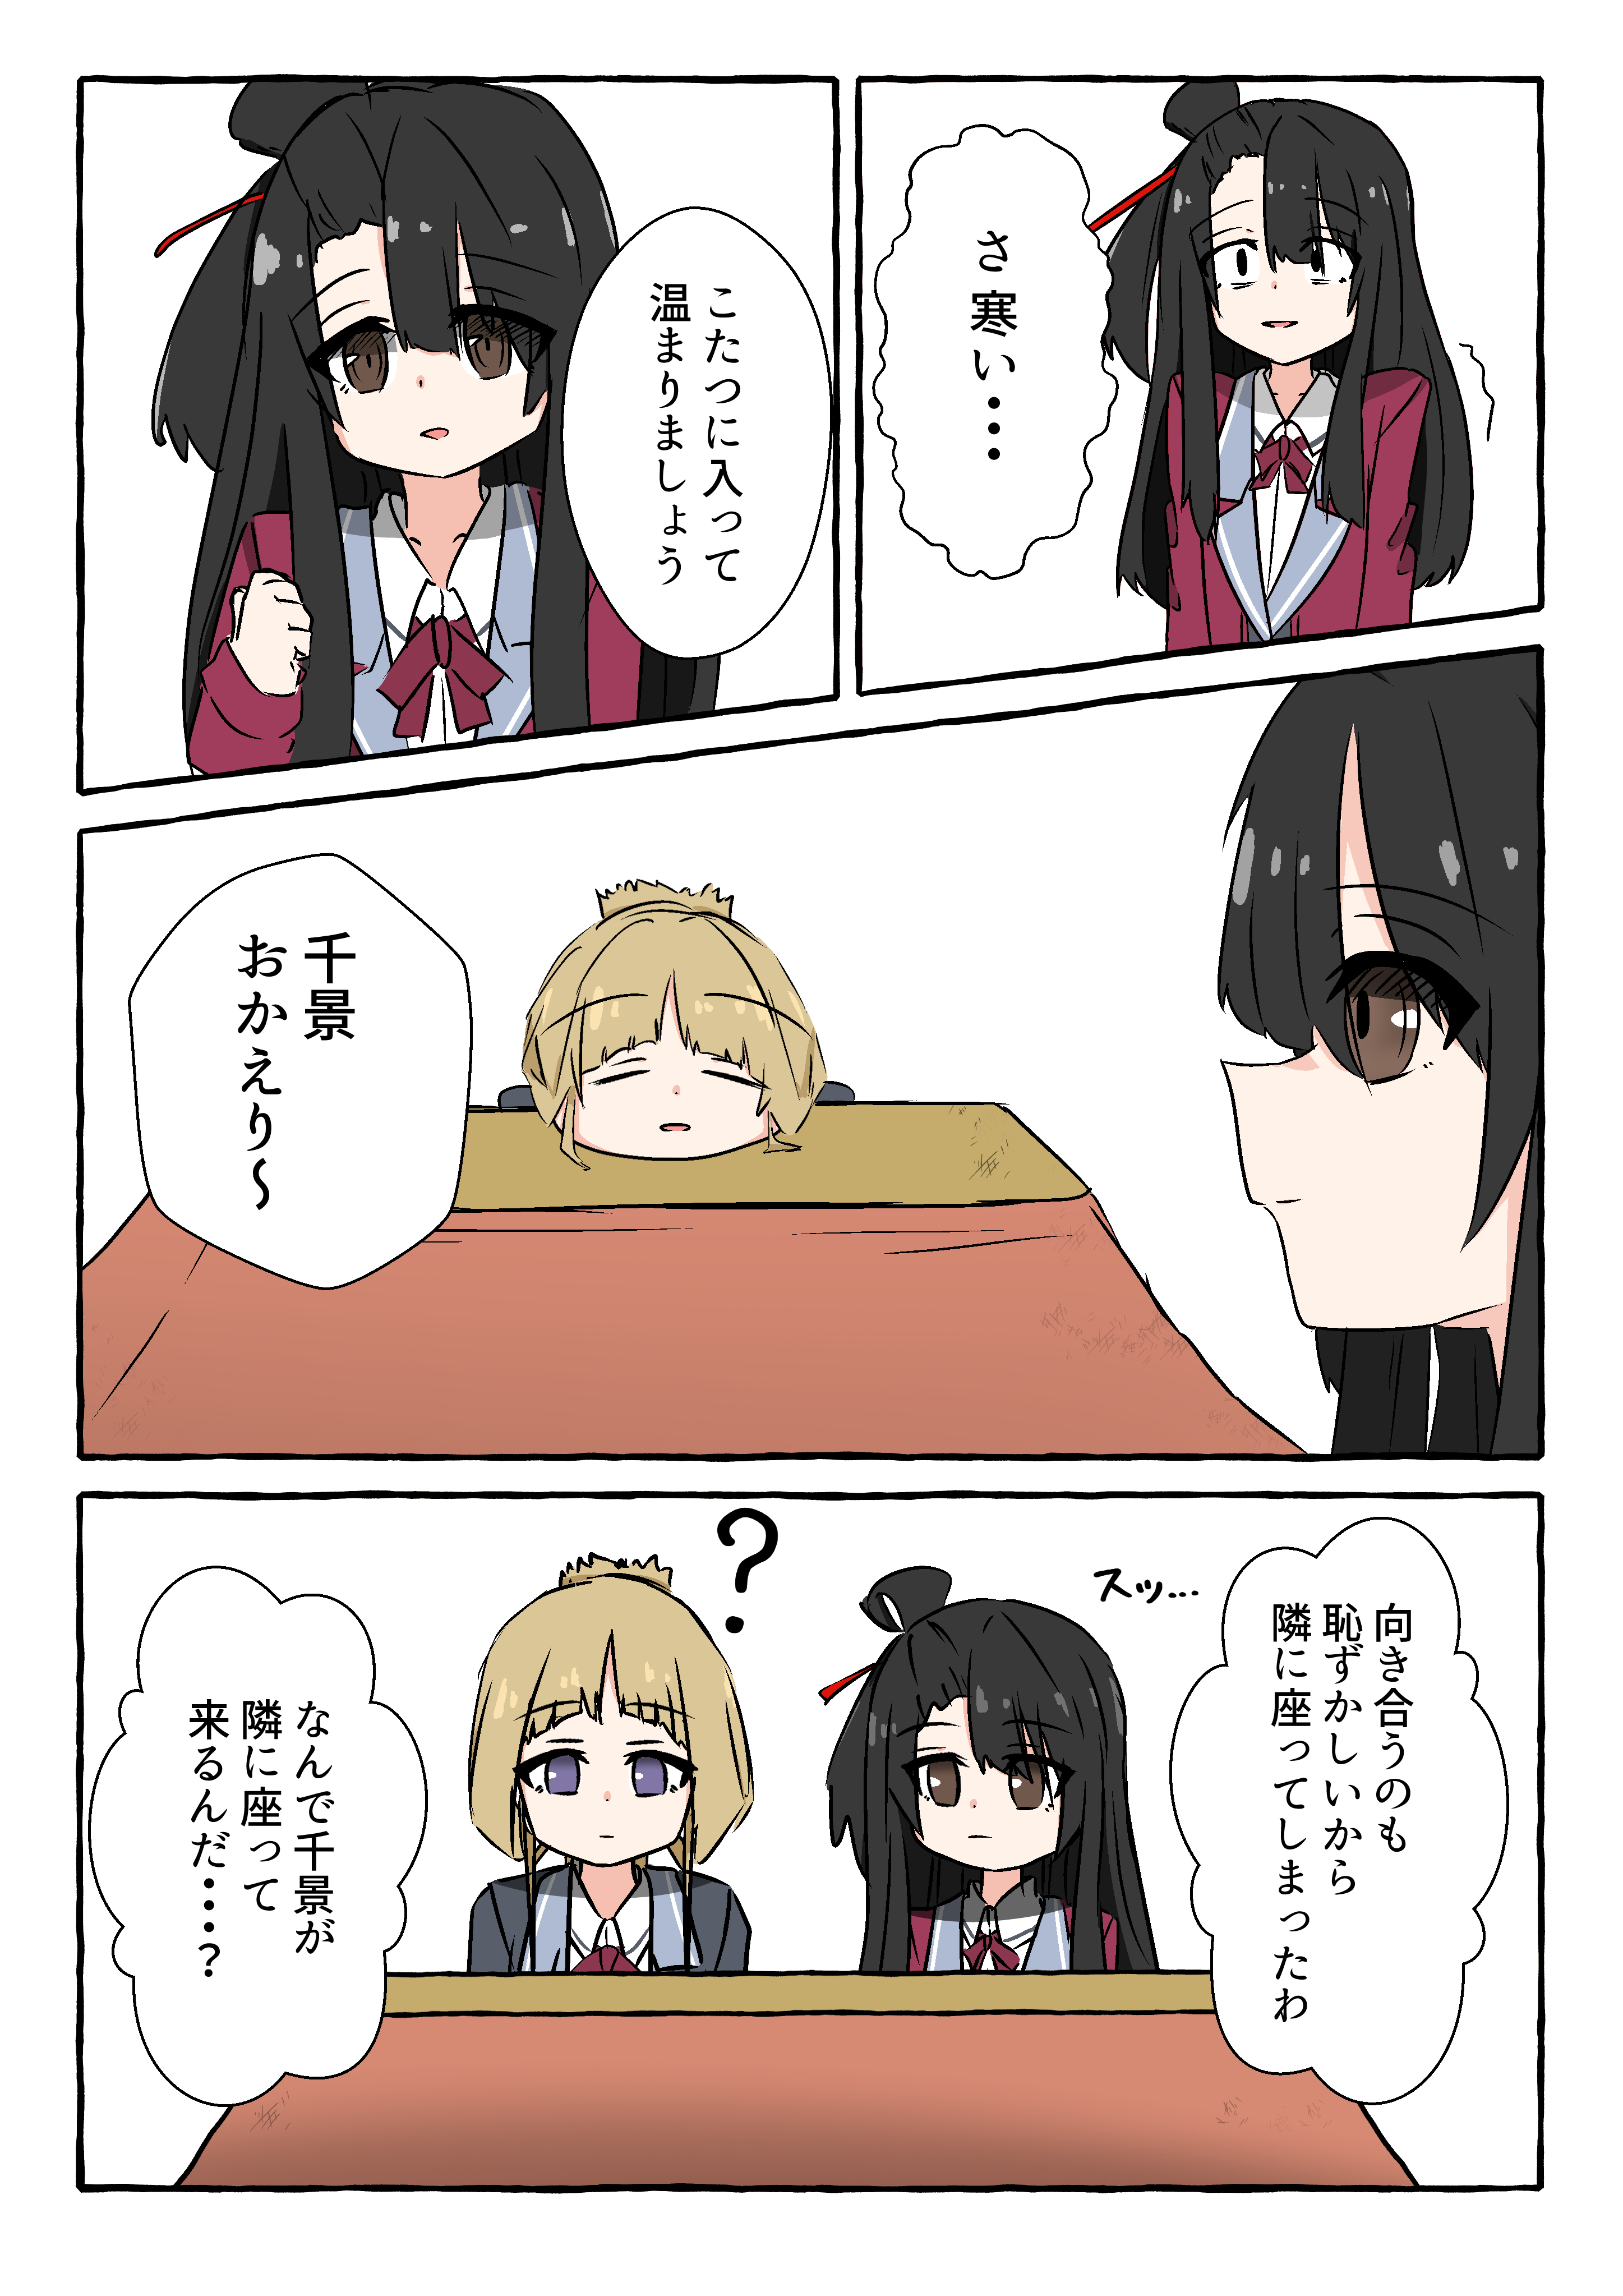 さ寒い・・・
こたつに入って
温まりましょう
千景
おかえり～
向き合うのも
恥ずかしいから
隣に座ってしまったわ
スッ…
？
なんで千景が
隣に座って
来るんだ・・・・？